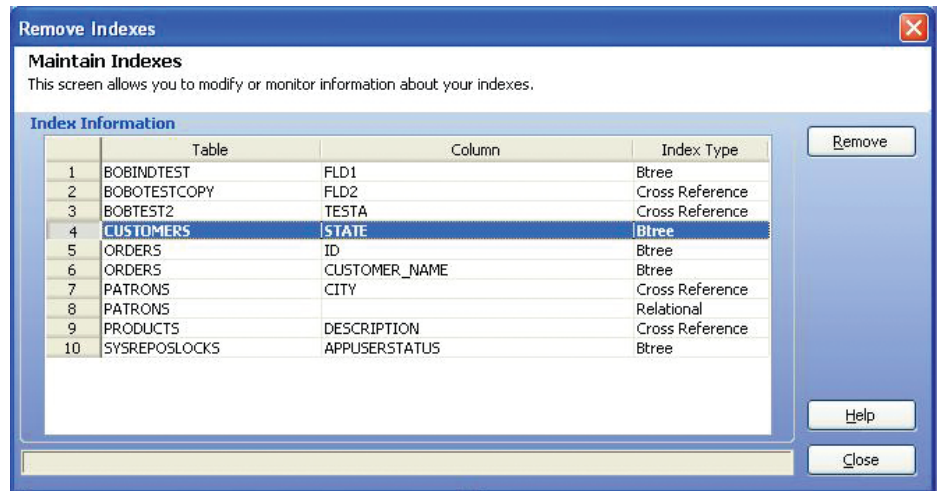 Remove Indexes
Maintain Indexes
This screen allows you to modify or monitor information about your indexes.
Index Information
Table Column Index Type
1 BOBINDTEST FLD1 Btree
2 BOBOTESTCOPY FLD2 Cross Reference
3 BOBTEST2 TESTA Cross Reference
4 CUSTOMERS STATE Btree
5 ORDERS ID Btree
6 ORDERS CUSTOMER_NAME Btree
7 PATRONS CITY Cross Reference
8 PATRONS Relational
9 PRODUCTS DESCRIPTION Cross Reference
10 SYSREPOSLOCKS APPUSERSTATUS Btree
Remove
Help
Close